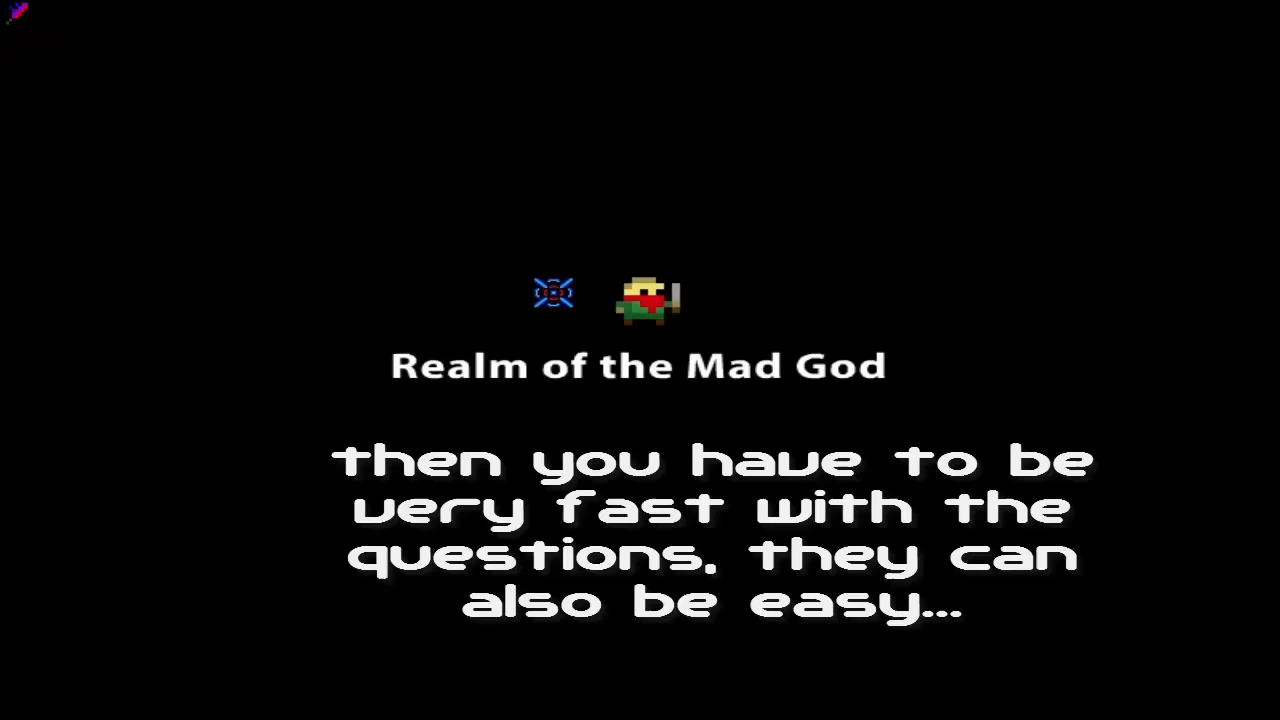 Realm of the Mad God
then you have to be
very fast with the
questions, they can
also be easy...